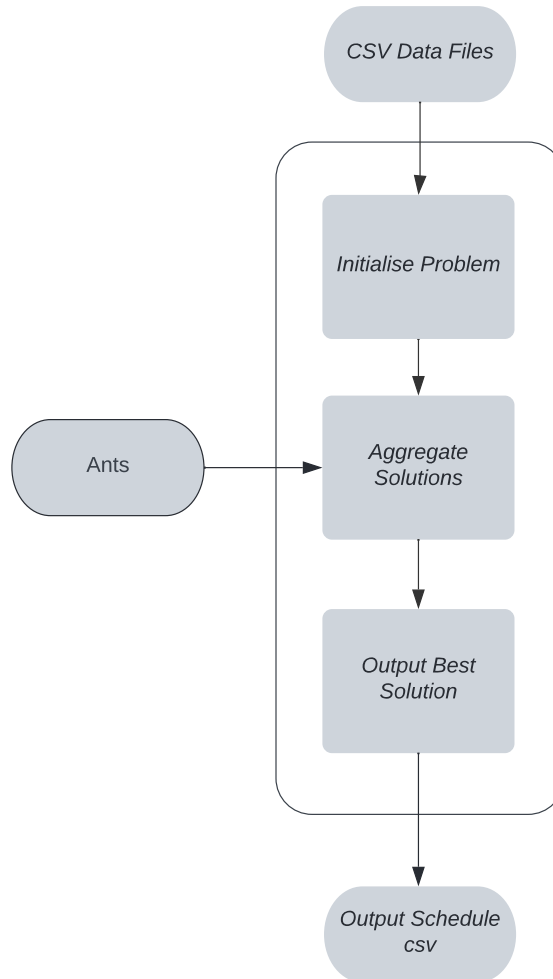 CSV Data Files
Initialise Problem
Aggregate
Solutions
Ants
Output Best
Solution
Output Schedule
csv